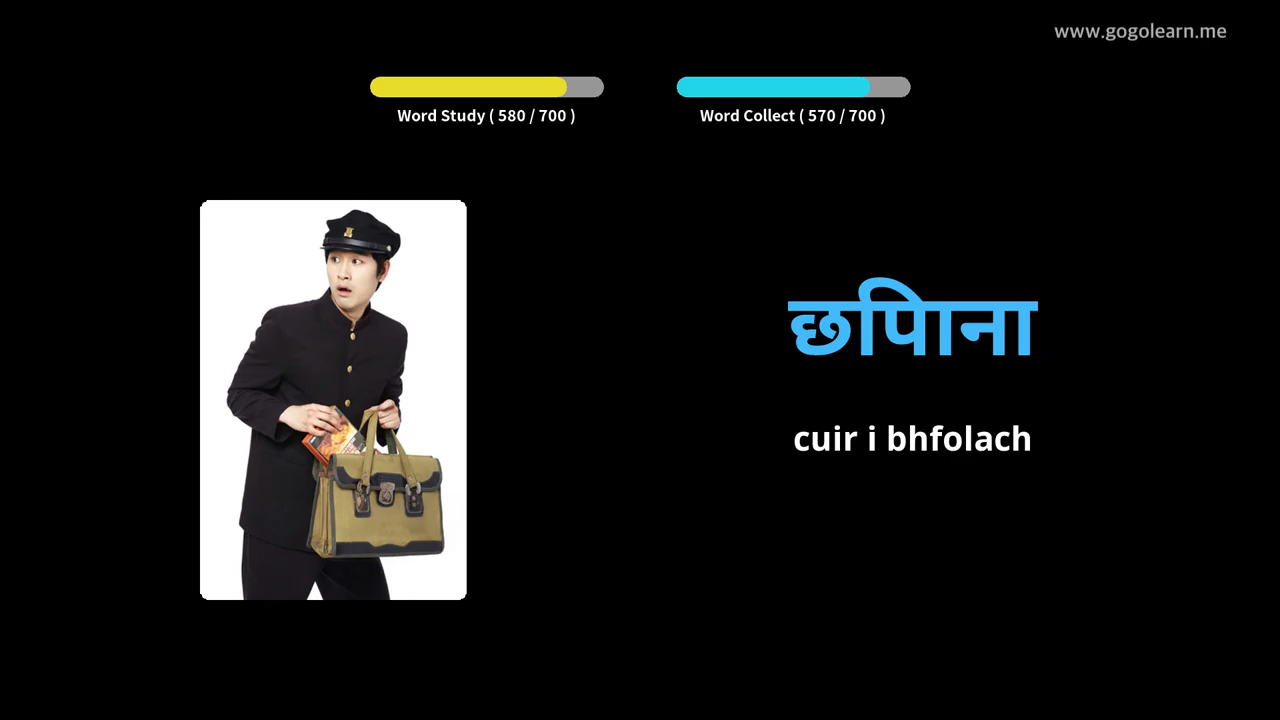 www.gogolearn.me
Word Study ( 580 / 700 )
Word Collect ( 570 / 700 )
छिपाना
cuir i bhfolach